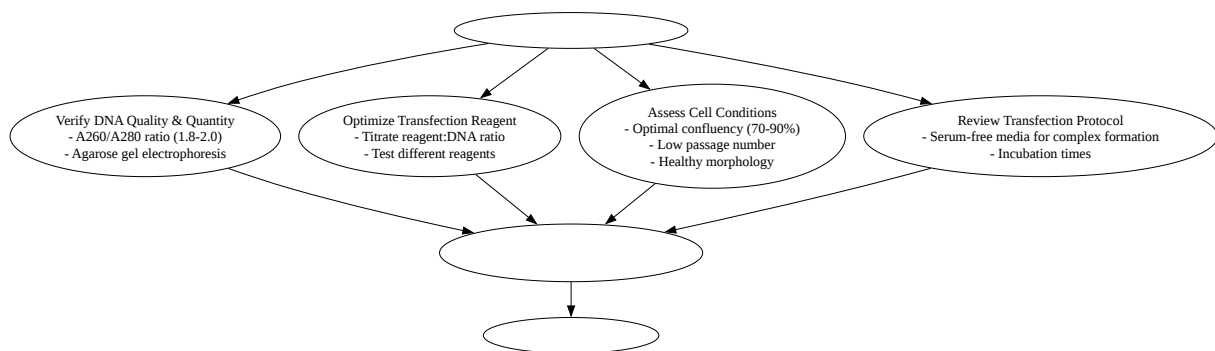 Verify DNA Quality & Quantity
- A260/A280 ratio (1.8-2.0)
- Agarose gel electrophoresis
Optimize Transfection Reagent
- Titrate reagent:DNA ratio
- Test different reagents
Assess Cell Conditions
- Optimal confluency (70-90%)
- Low passage number
- Healthy morphology
Review Transfection Protocol
- Serum-free media for complex formation
- Incubation times